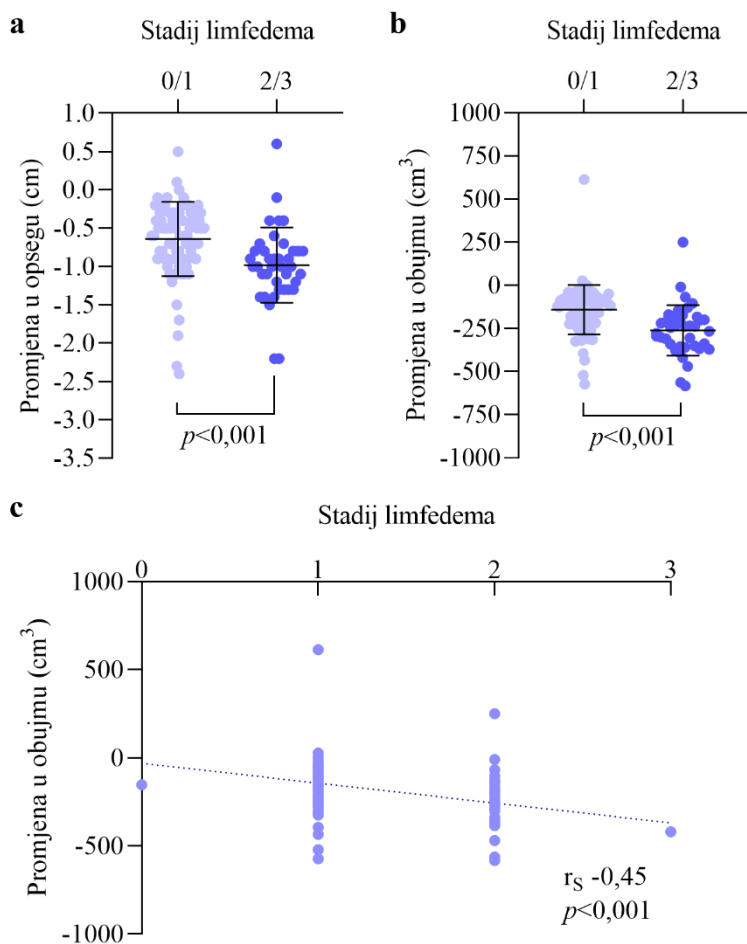 a
Stadij limfedema
0/1 2/3
Promjena u opsegu (cm)
1.0
0.5
0.0
-0.5
-1.0
-1.5
-2.0
-2.5
-3.0
-3.5
p<0,001
b
Stadij limfedema
0/1 2/3
Promjena u obujmu (cm³)
1000
750
500
250
0
-250
-500
-750
-1000
p<0,001
c
Stadij limfedema
0 1 2 3
Promjena u obujmu (cm³)
1000
500
0
-500
-1000
rS -0,45
p<0,001